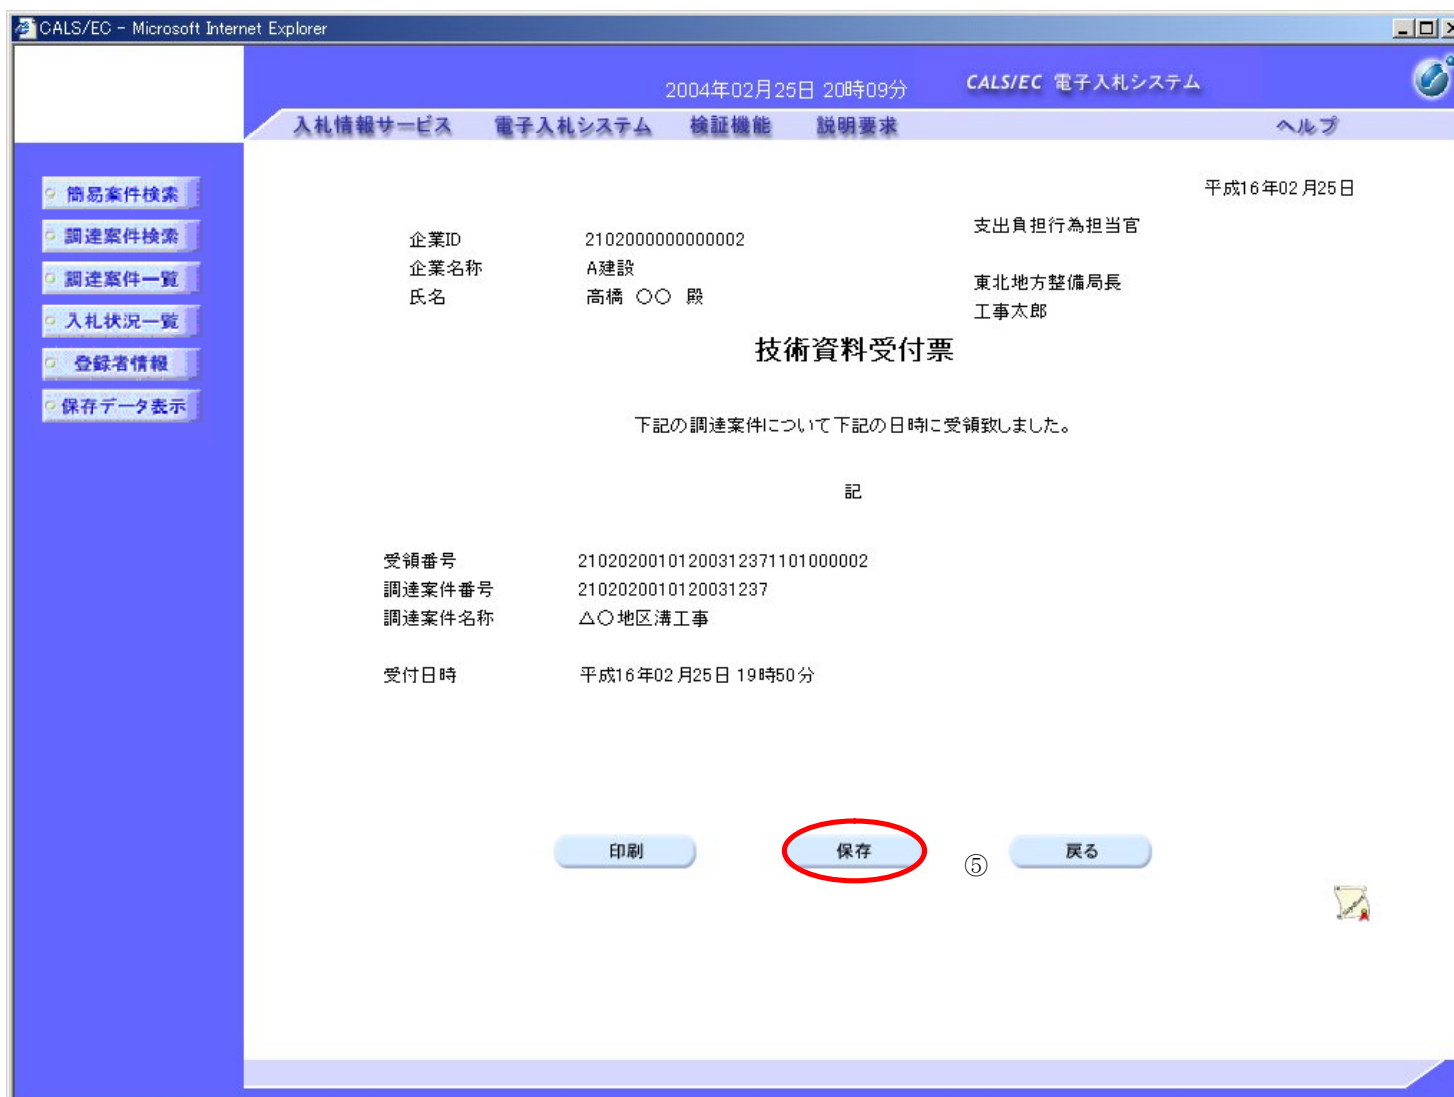 CALS/EC - Microsoft Internet Explorer
2004年02月25日 20時09分
CALS/EC 電子入札システム
入札情報サービス 電子入札システム 検証機能 説明要求 ヘルプ
簡易案件検索
調達案件検索
調達案件一覧
入札状況一覧
登録者情報
保存データ表示
平成16年02月25日
支出負担行為担当官
企業ID 2102000000000002
企業名称 A建設
氏名 高橋 〇〇 殿
東北地方整備局長
工事太郎
技術資料受付票
下記の調達案件について下記の日時に受領致しました。
記
受領番号 21020200101200312371101000002
調達案件番号 2102020010120031237
調達案件名称 △〇地区溝工事
受付日時 平成16年02月25日 19時50分
印刷 保存 ⑤ 戻る